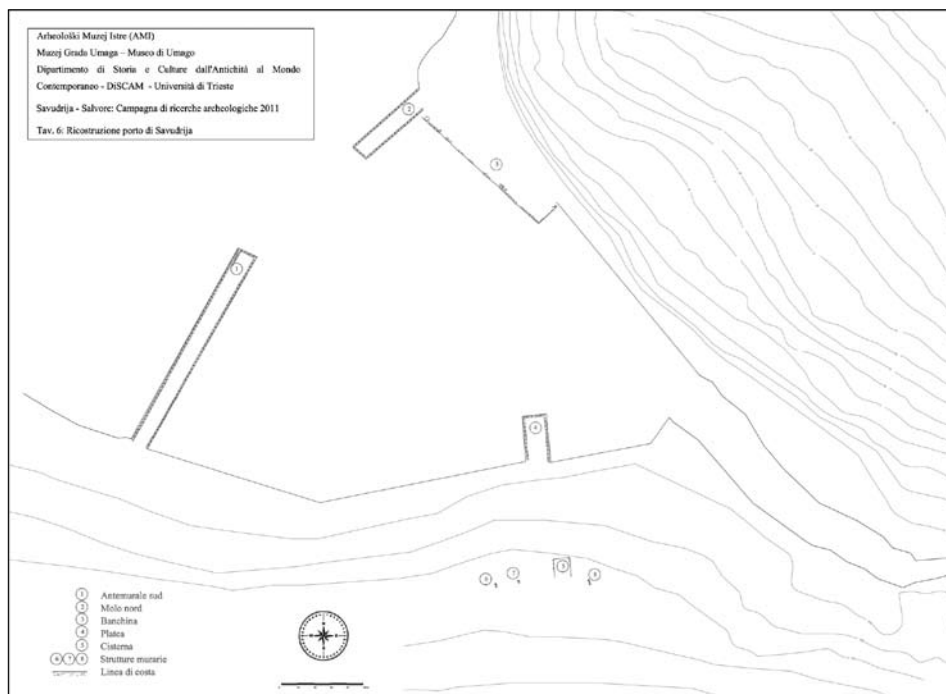 Arheološki Muzej Istre (AMI)
Muzej Grada Umaga – Museo di Umago
Dipartimento di Storia e Culture dall'Antichità al Mondo
Contemporaneo - DiSCAM - Università di Trieste
Savudrija - Salvore: Campagna di ricerche archeologiche 2011
Tav. 6: Ricostruzione porto di Savudrija
2
3
1
4
6 7 5 8
1 Antemurale sud
2 Molo nord
3 Banchina
4 Platea
5 Cisterna
6 7 8 Strutture murarie
Linea di costa